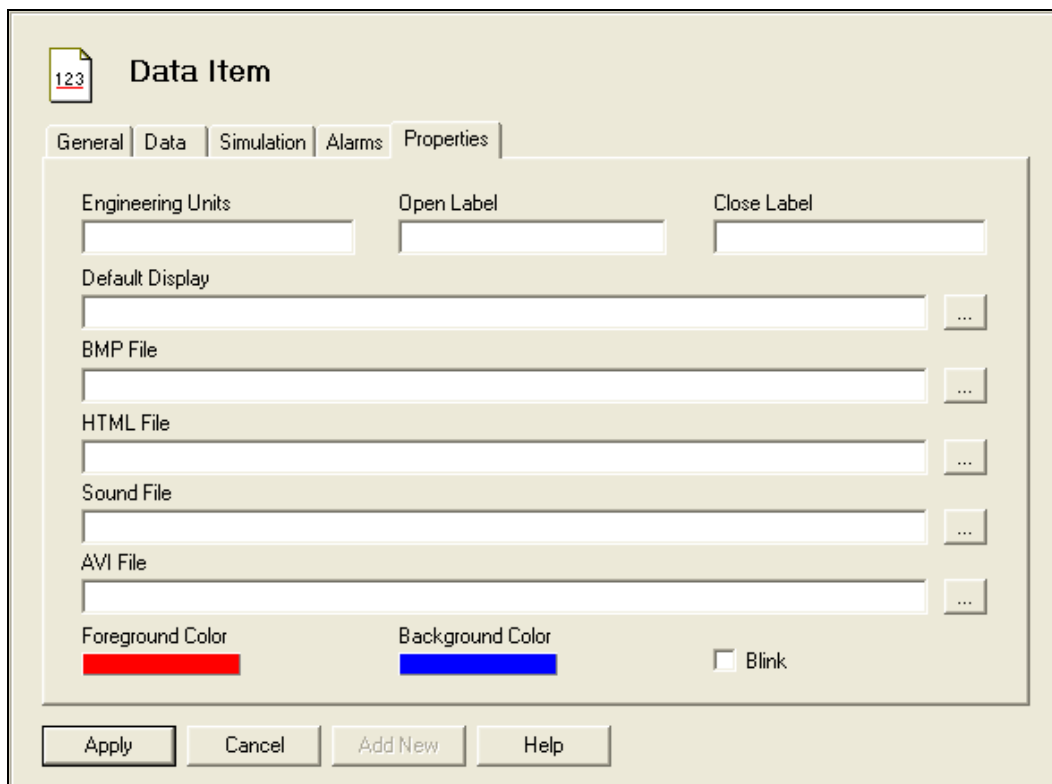 123
Data Item
General Data Simulation Alarms Properties
Engineering Units Open Label Close Label
Default Display
...
BMP File
...
HTML File
...
Sound File
...
AVI File
...
Foreground Color Background Color
Blink
Apply Cancel Add New Help